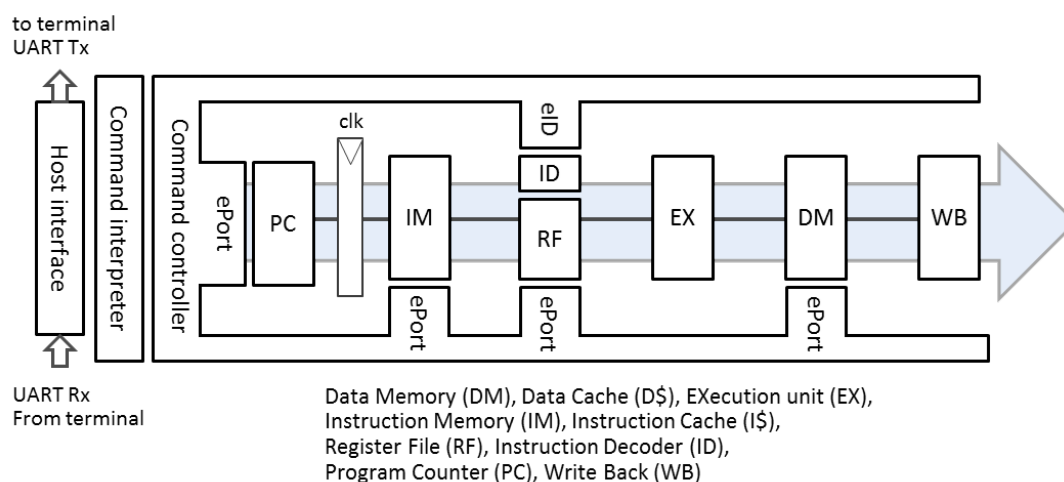 to terminal
UART Tx
Host interface
Command interpreter
Command controller
ePort
PC
clk
IM
ePort
eID
ID
RF
ePort
EX
DM
ePort
WB
UART Rx
From terminal
Data Memory (DM), Data Cache (D$), EXecution unit (EX),
Instruction Memory (IM), Instruction Cache (I$),
Register File (RF), Instruction Decoder (ID),
Program Counter (PC), Write Back (WB)